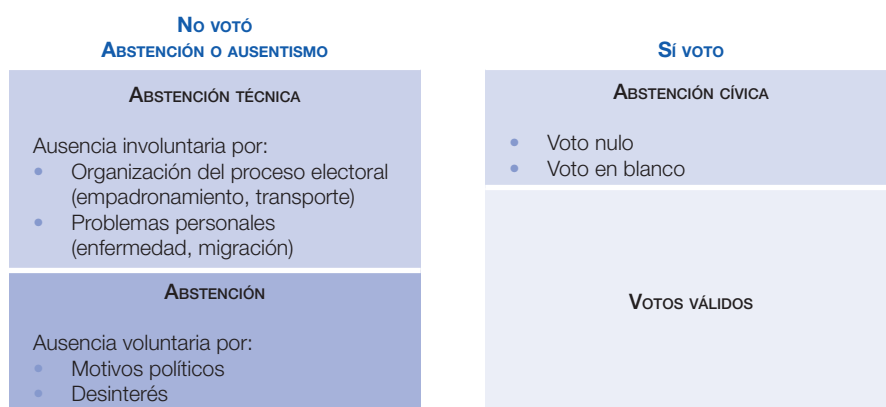 No votó
Abstención o ausentismo
Abstención técnica
Ausencia involuntaria por:
• Organización del proceso electoral
(empadronamiento, transporte)
• Problemas personales
(enfermedad, migración)
Abstención
Ausencia voluntaria por:
• Motivos políticos
• Desinterés
Sí voto
Abstención cívica
• Voto nulo
• Voto en blanco
Votos válidos